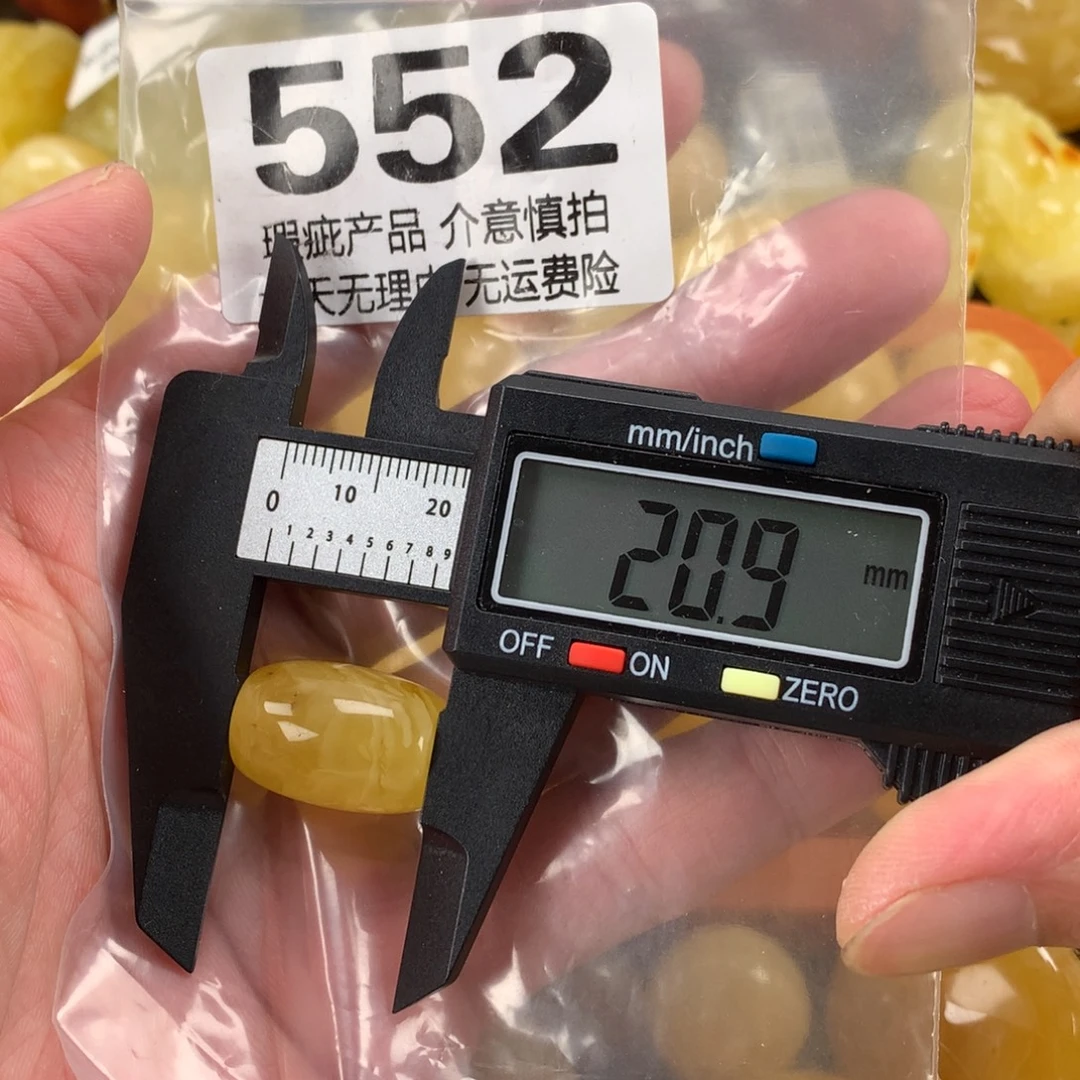 552
瑕疵产品 介意慎拍
天无理由 无运费险
mm/inch
0 10 20
1 2 3 4 5 6 7 8 9
20.9 mm
OFF ON ZERO